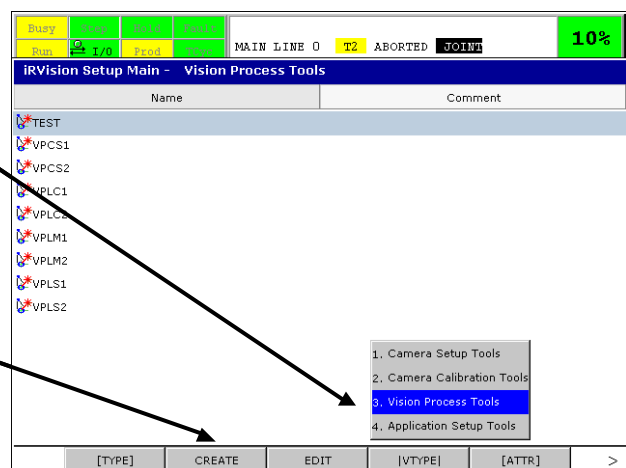 Busy Step Hold Fault
Run I/O Prod TCyc
MAIN LINE 0 T2 ABORTED JOINT
10%
iRVision Setup Main - Vision Process Tools
Name Comment
TEST
VPCS1
VPCS2
VPLC1
VPLC2
VPLM1
VPLM2
VPLS1
VPLS2
1. Camera Setup Tools
2. Camera Calibration Tools
3. Vision Process Tools
4. Application Setup Tools
[TYPE] CREATE EDIT |VTYPE| [ATTR] >